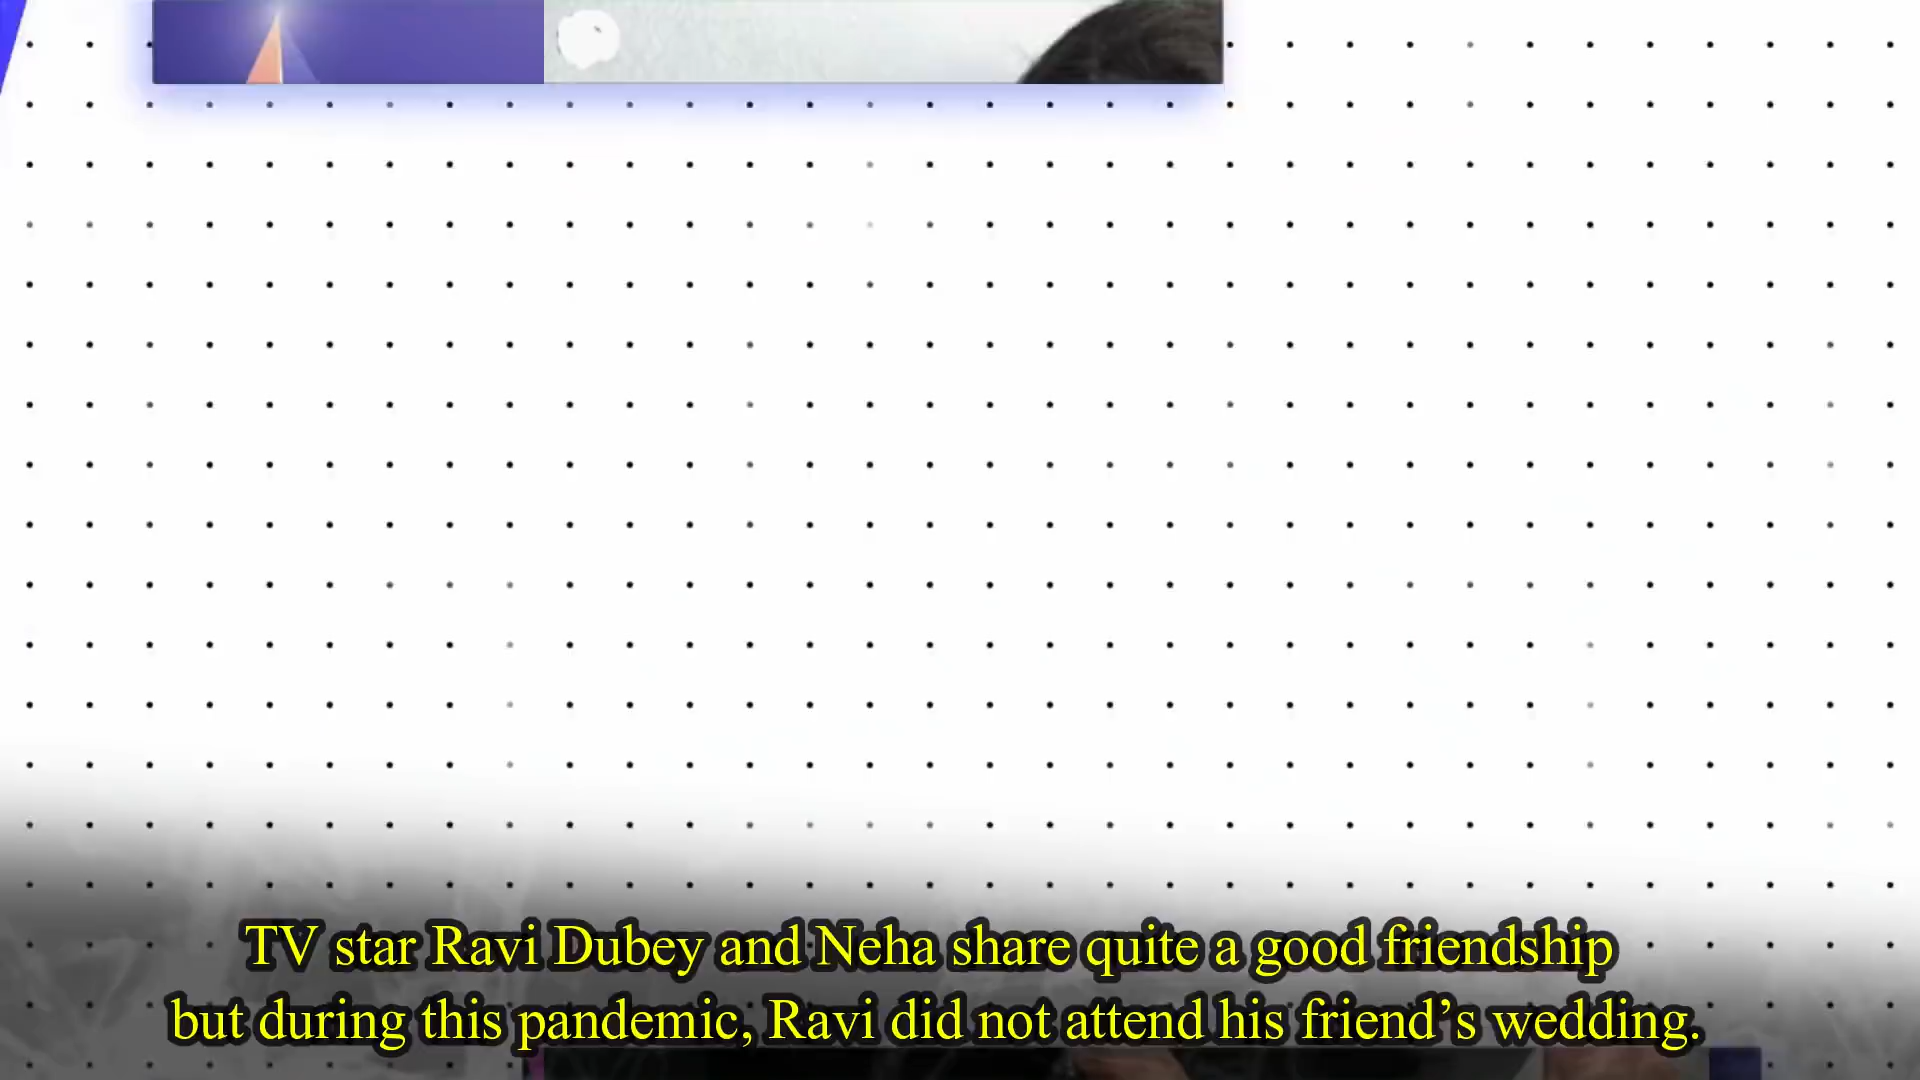 TV star Ravi Dubey and Neha share quite a good friendship
but during this pandemic, Ravi did not attend his friend’s wedding.